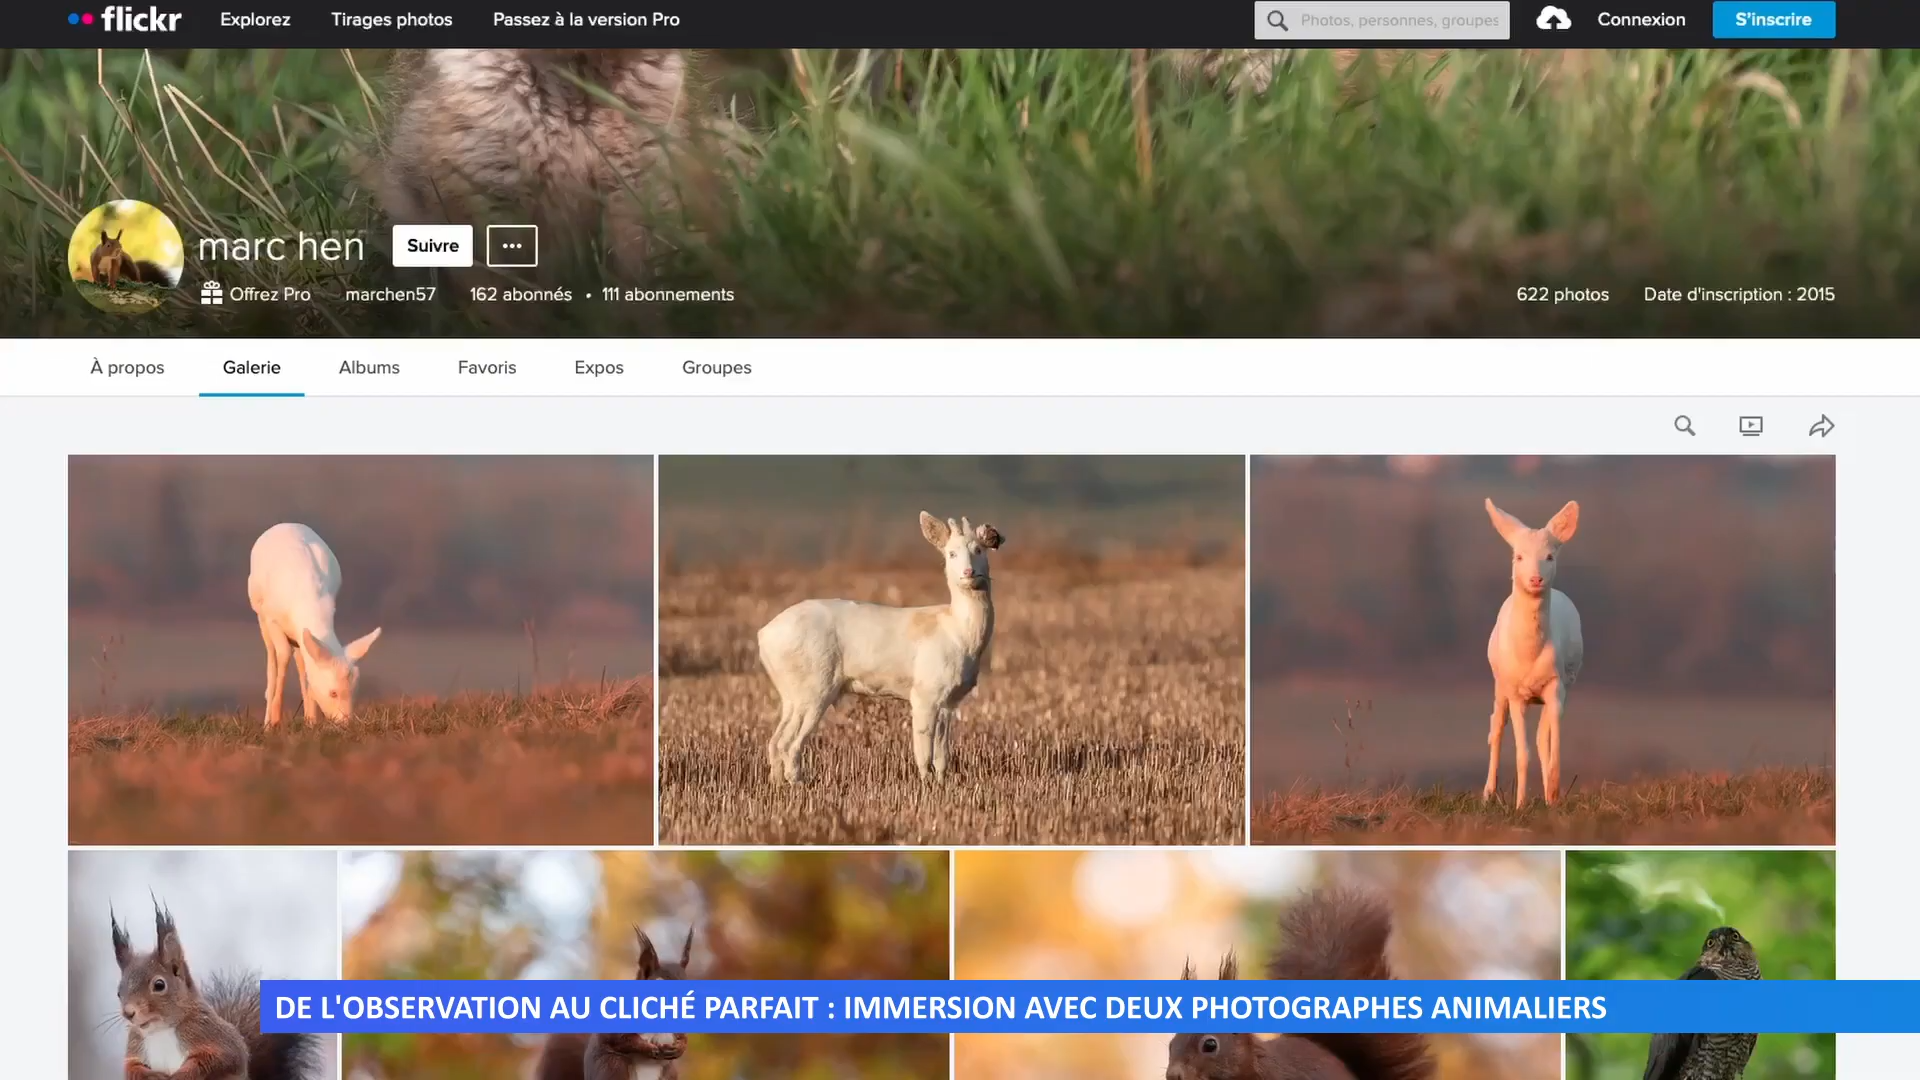 flickr Explorez Tirages photos Passez à la version Pro Photos, personnes, groupes Connexion S'inscrire
marc hen Suivre ...
Offrez Pro marchen57 162 abonnés • 111 abonnements 622 photos Date d'inscription : 2015
À propos Galerie Albums Favoris Expos Groupes
DE L'OBSERVATION AU CLICHÉ PARFAIT : IMMERSION AVEC DEUX PHOTOGRAPHES ANIMALIERS